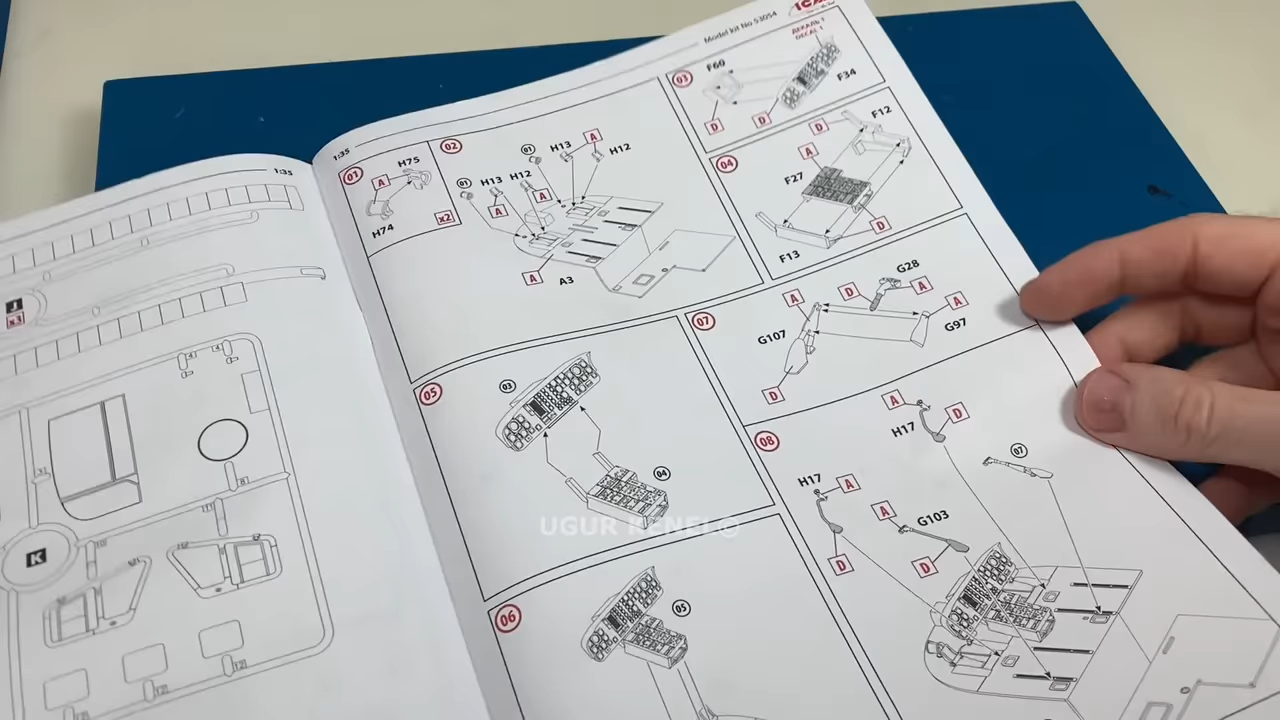 1:35
J
x3
K
1:35
Model kit No 53054
ICM
01
H75
A
H74
x2
02
01
H13
A
H12
01
H13
H12
A
A
A
A3
03
ДЕКАЛЬ 1
DECAL 1
F60
F34
D
D
04
D
F12
A
F27
D
F13
05
03
04
07
G28
A
D
A
A
G107
G97
D
06
05
08
A
D
H17
07
H17
A
A
G103
D
D
UGUR KENEL©